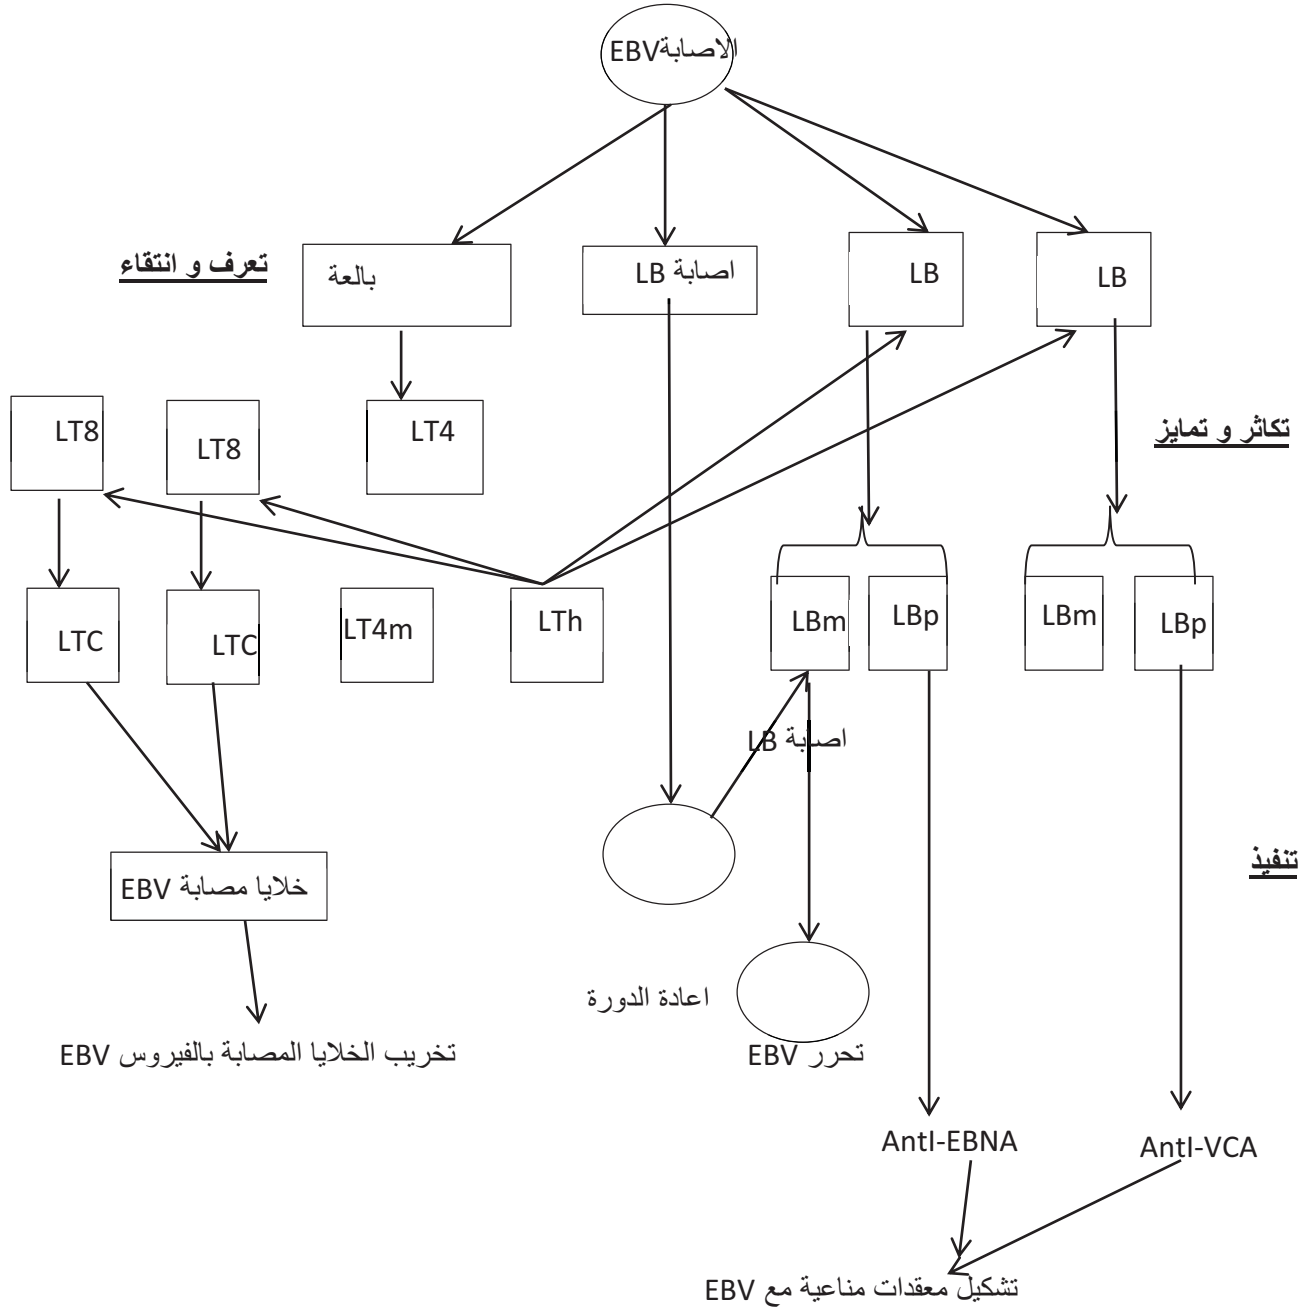 الاصابة EBV
تعرف و انتقاء
بالعة
اصابة LB
LB
LB
LT8
LT8
LT4
تكاثر و تمايز
LTC
LTC
LT4m
LTh
LBm
LBp
LBm
LBp
اصابة LB
خلايا مصابة EBV
تنفيذ
اعادة الدورة
تحرر EBV
تخريب الخلايا المصابة بالفيروس EBV
AntI-EBNA
AntI-VCA
تشكيل معقدات مناعية مع EBV